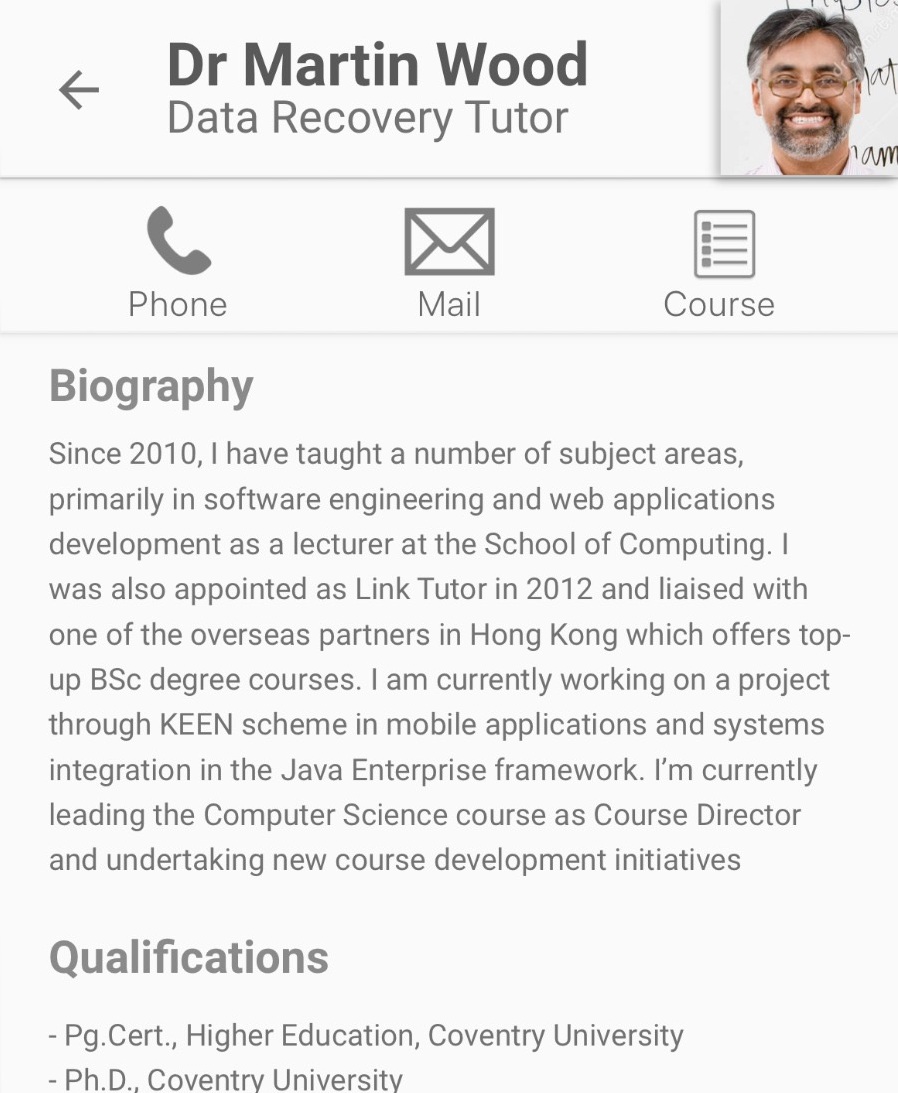 Dr Martin Wood
Data Recovery Tutor
Phone
Mail
Course
Biography
Since 2010, I have taught a number of subject areas,
primarily in software engineering and web applications
development as a lecturer at the School of Computing. I
was also appointed as Link Tutor in 2012 and liaised with
one of the overseas partners in Hong Kong which offers top-
up BSc degree courses. I am currently working on a project
through KEEN scheme in mobile applications and systems
integration in the Java Enterprise framework. I’m currently
leading the Computer Science course as Course Director
and undertaking new course development initiatives
Qualifications
- Pg.Cert., Higher Education, Coventry University
- Ph.D., Coventry University